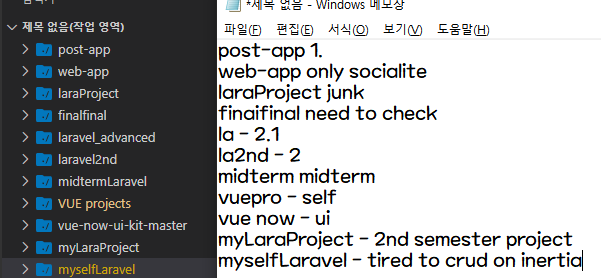 제목 없음(작업 영역)
post-app
web-app
laraProject
finalfinal
laravel_advanced
laravel2nd
midtermLaravel
VUE projects
vue-now-ui-kit-master
myLaraProject
myselfLaravel
*제목 없음 - Windows 메모장
파일(F) 편집(E) 서식(O) 보기(V) 도움말(H)
post-app 1.
web-app only socialite
laraProject junk
finaifinal need to check
la - 2.1
la2nd - 2
midterm midterm
vuepro - self
vue now - ui
myLaraProject - 2nd semester project
myselfLaravel - tired to crud on inertia